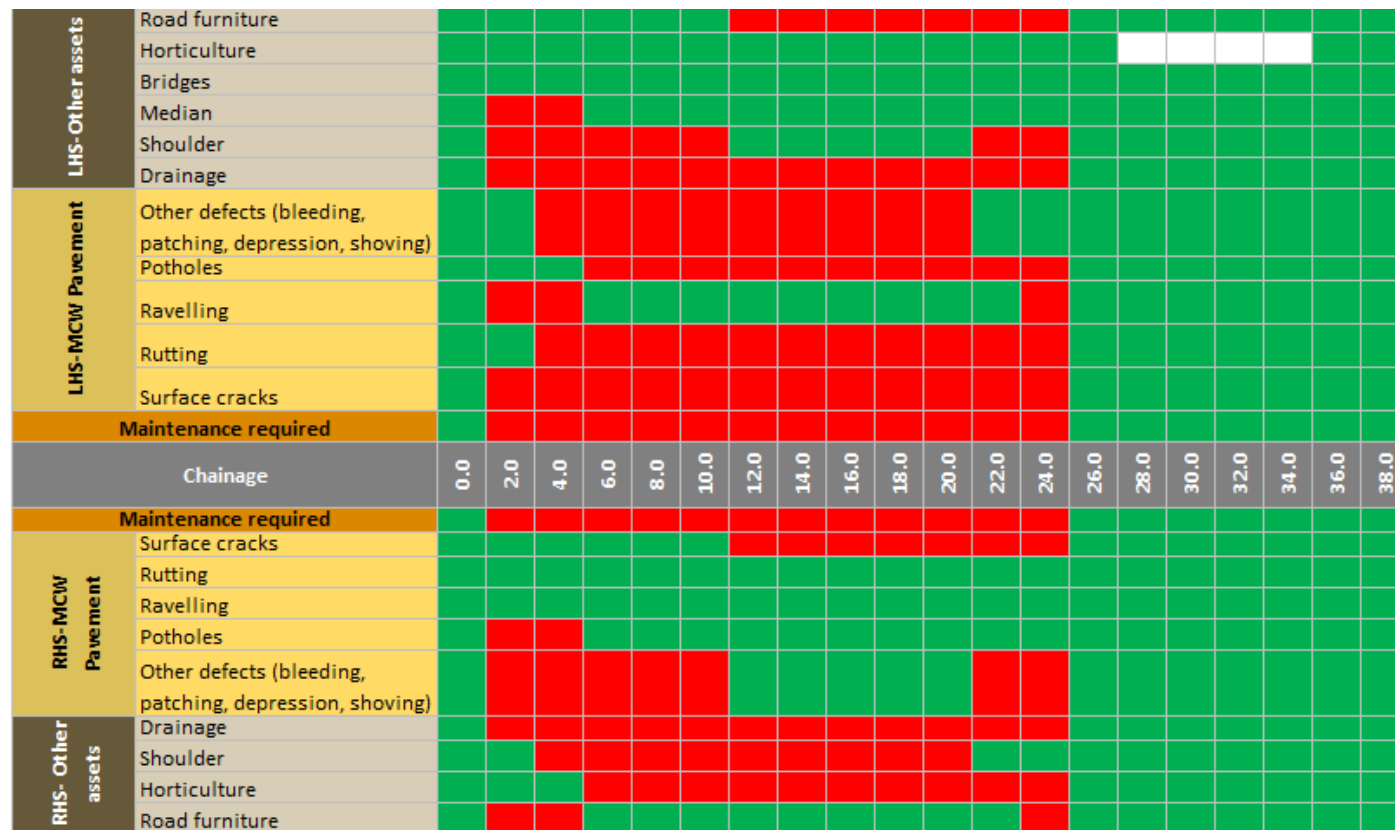 LHS-Other assets
Road furniture
Horticulture
Bridges
Median
Shoulder
Drainage
LHS-MCW Pavement
Other defects (bleeding,
patching, depression, shoving)
Potholes
Ravelling
Rutting
Surface cracks
Maintenance required
Chainage 0.0 2.0 4.0 6.0 8.0 10.0 12.0 14.0 16.0 18.0 20.0 22.0 24.0 26.0 28.0 30.0 32.0 34.0 36.0 38.0
Maintenance required
RHS-MCW
Pavement
Surface cracks
Rutting
Ravelling
Potholes
Other defects (bleeding,
patching, depression, shoving)
RHS- Other
assets
Drainage
Shoulder
Horticulture
Road furniture